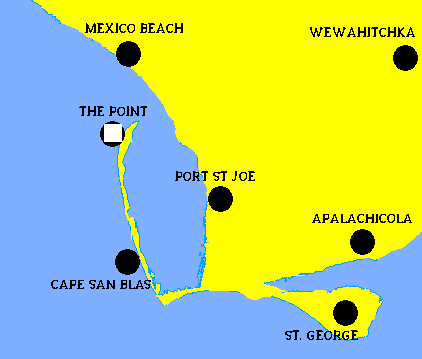 MEXICO BEACH
WEWAHITCHKA
THE POINT
PORT ST JOE
APALACHICOLA
CAPE SAN BLAS
ST. GEORGE